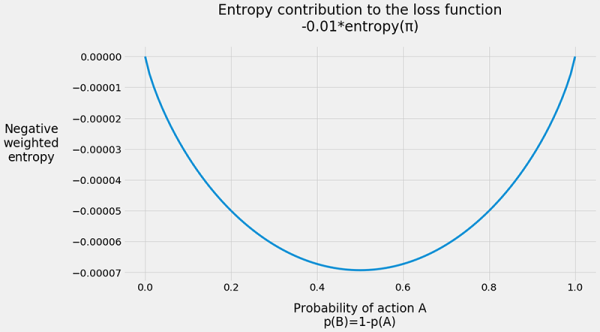 Entropy contribution to the loss function
-0.01*entropy(π)
0.00000
−0.00001
−0.00002
−0.00003
−0.00004
−0.00005
−0.00006
−0.00007
Negative
weighted
entropy
0.0 0.2 0.4 0.6 0.8 1.0
Probability of action A
p(B)=1-p(A)